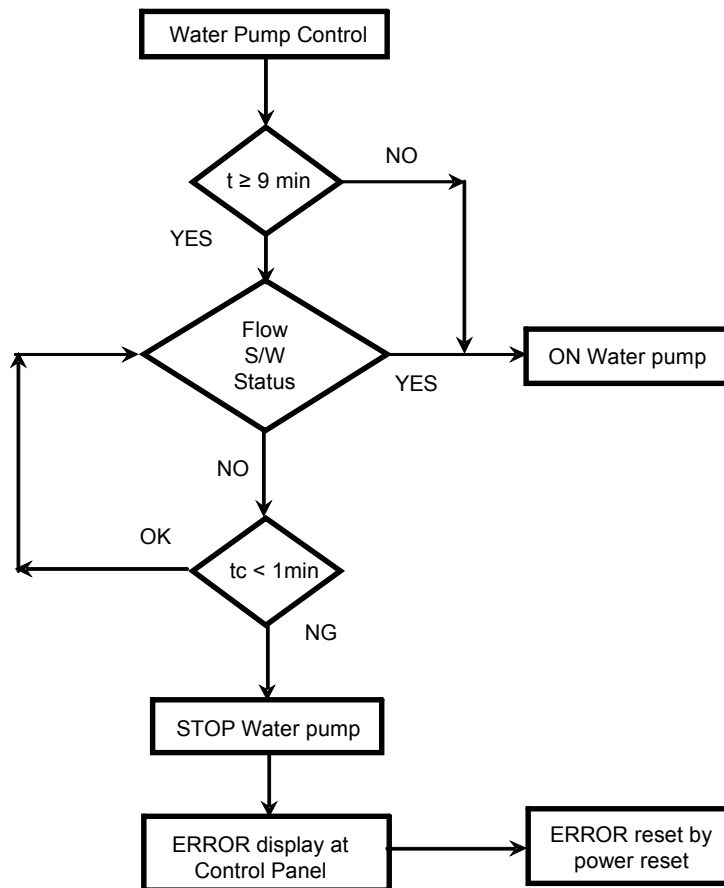 Water Pump Control
t ≥ 9 min
NO
YES
Flow
S/W
Status
YES
ON Water pump
NO
OK
tc < 1min
NG
STOP Water pump
ERROR display at
Control Panel
ERROR reset by
power reset